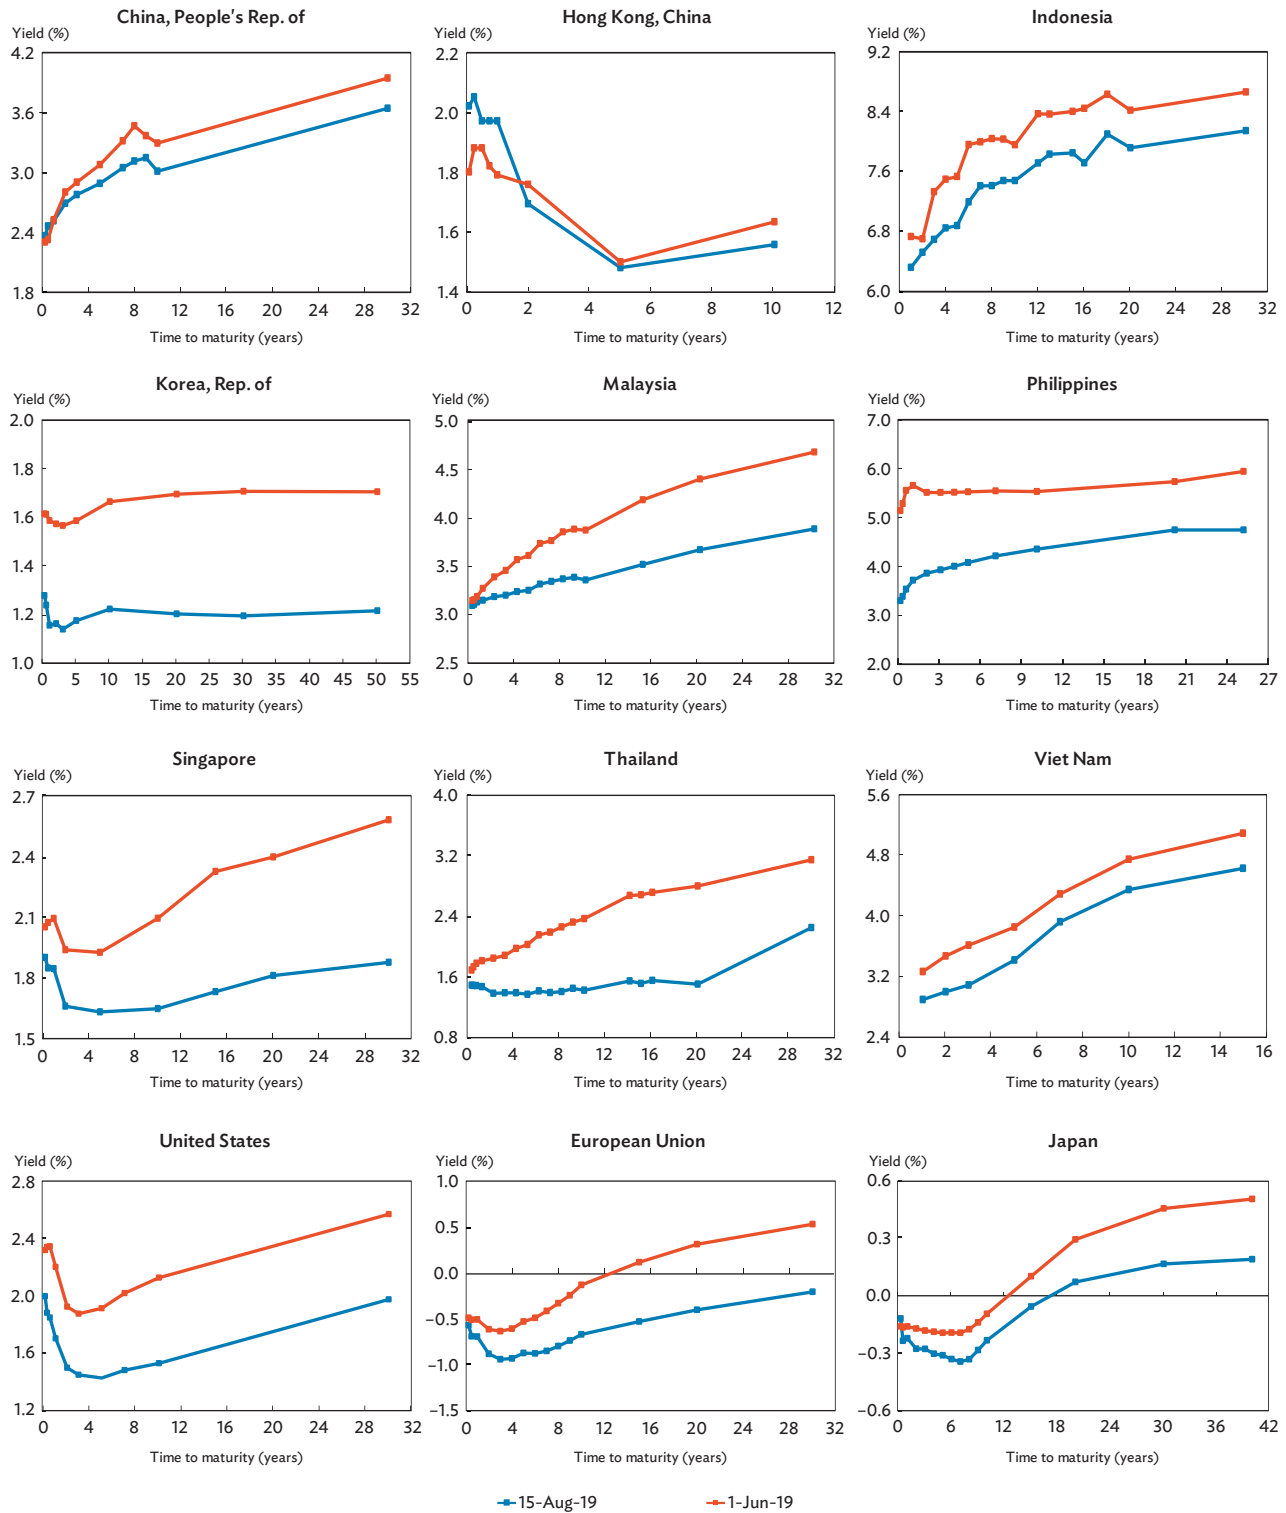 China, People's Rep. of
Yield (%)
4.2
3.6
3.0
2.4
1.8
0 4 8 12 16 20 24 28 32
Time to maturity (years)
Hong Kong, China
Yield (%)
2.2
2.0
1.8
1.6
1.4
0 2 4 6 8 10 12
Time to maturity (years)
Indonesia
Yield (%)
9.2
8.4
7.6
6.8
6.0
0 4 8 12 16 20 24 28 32
Time to maturity (years)
Korea, Rep. of
Yield (%)
2.0
1.8
1.6
1.4
1.2
1.0
0 5 10 15 20 25 30 35 40 45 50 55
Time to maturity (years)
Malaysia
Yield (%)
5.0
4.5
4.0
3.5
3.0
2.5
0 4 8 12 16 20 24 28 32
Time to maturity (years)
Philippines
Yield (%)
7.0
6.0
5.0
4.0
3.0
2.0
0 3 6 9 12 15 18 21 24 27
Time to maturity (years)
Singapore
Yield (%)
2.7
2.4
2.1
1.8
1.5
0 4 8 12 16 20 24 28 32
Time to maturity (years)
Thailand
Yield (%)
4.0
3.2
2.4
1.6
0.8
0 4 8 12 16 20 24 28 32
Time to maturity (years)
Viet Nam
Yield (%)
5.6
4.8
4.0
3.2
2.4
0 2 4 6 8 10 12 14 16
Time to maturity (years)
United States
Yield (%)
2.8
2.4
2.0
1.6
1.2
0 4 8 12 16 20 24 28 32
Time to maturity (years)
European Union
Yield (%)
1.0
0.5
0.0
−0.5
−1.0
−1.5
0 4 8 12 16 20 24 28 32
Time to maturity (years)
Japan
Yield (%)
0.6
0.3
0.0
−0.3
−0.6
0 6 12 18 24 30 36 42
Time to maturity (years)
15-Aug-19 1-Jun-19